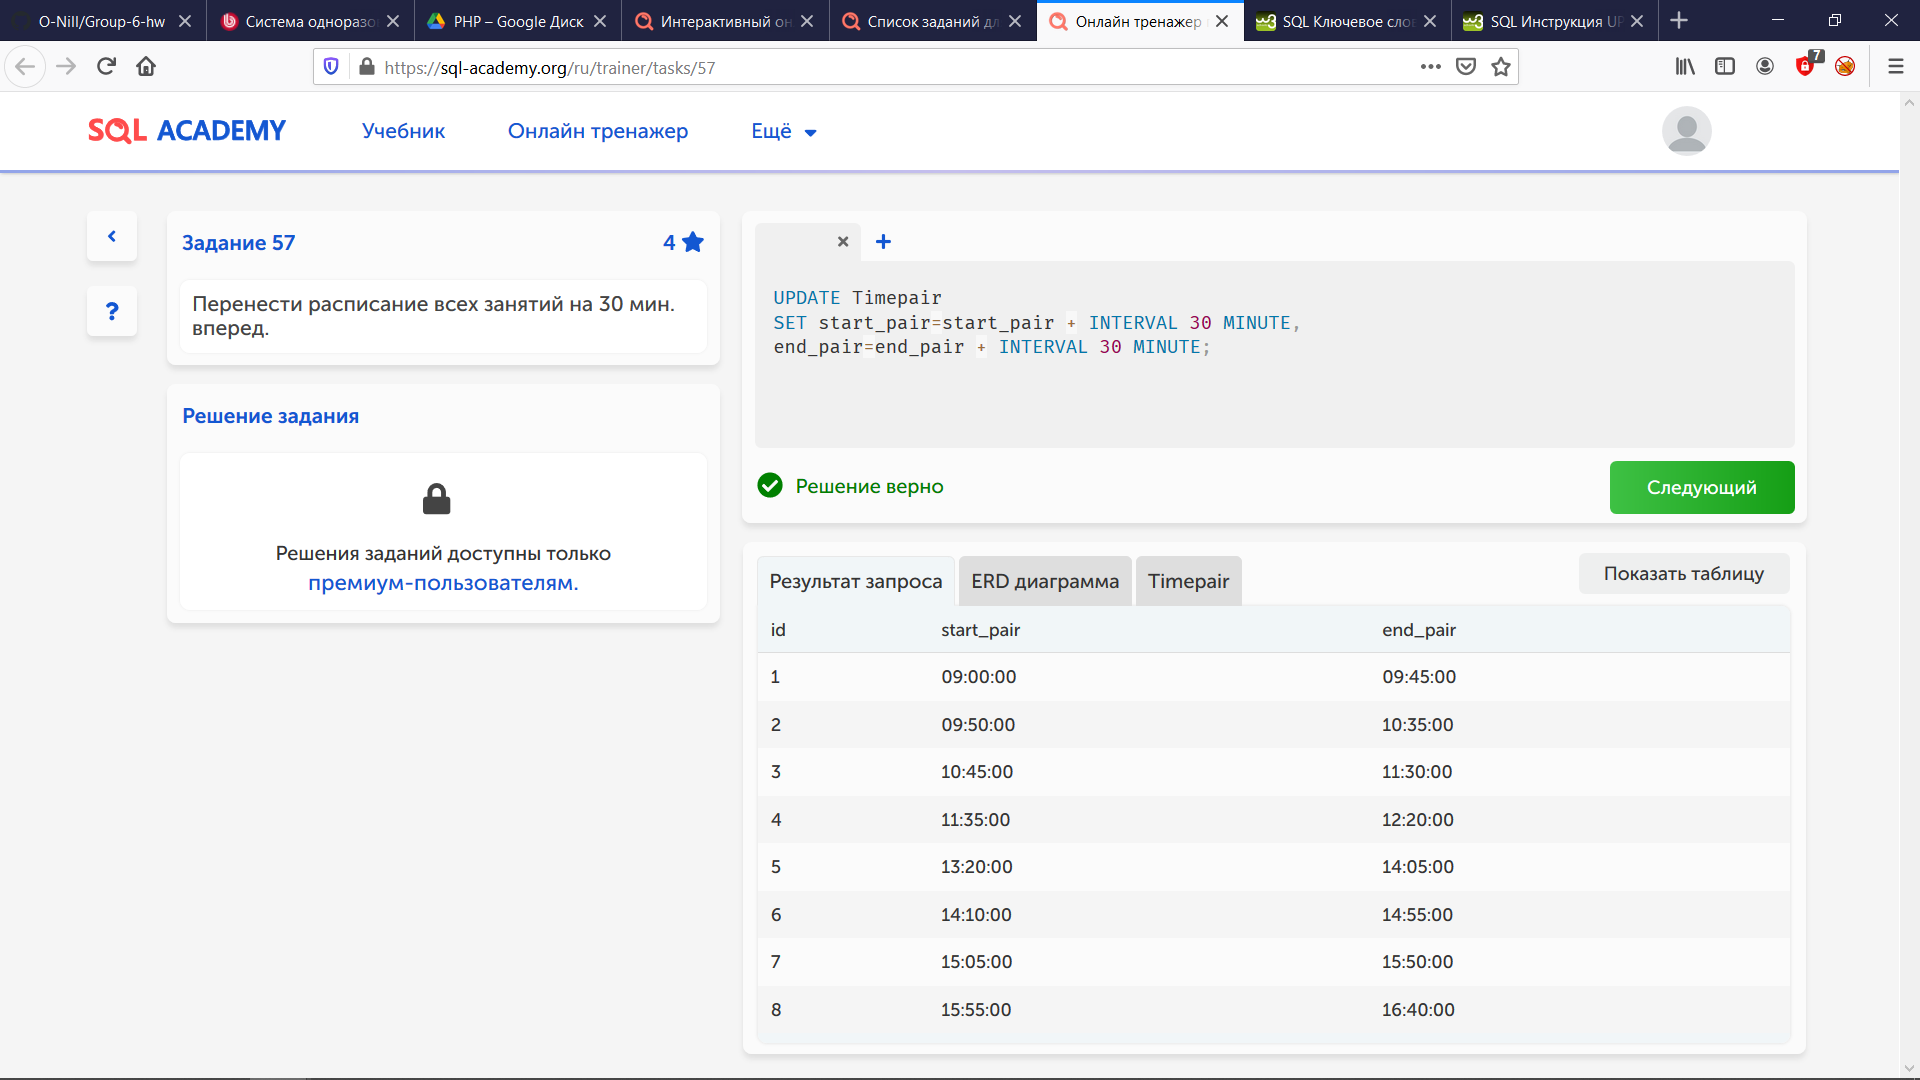 O-Nill/Group-6-hw
Система одноразо
PHP – Google Диск
Интерактивный он
Список заданий дл
Онлайн тренажер
SQL Ключевое сло
SQL Инструкция UP
https://sql-academy.org/ru/trainer/tasks/57
7
SQL ACADEMY
Учебник
Онлайн тренажер
Ещё
Задание 57
4
Перенести расписание всех занятий на 30 мин.
вперед.
Решение задания
Решения заданий доступны только
премиум-пользователям.
UPDATE Timepair
SET start_pair=start_pair + INTERVAL 30 MINUTE,
end_pair=end_pair + INTERVAL 30 MINUTE;
Решение верно
Следующий
Результат запроса
ERD диаграмма
Timepair
Показать таблицу
id start_pair end_pair
1 09:00:00 09:45:00
2 09:50:00 10:35:00
3 10:45:00 11:30:00
4 11:35:00 12:20:00
5 13:20:00 14:05:00
6 14:10:00 14:55:00
7 15:05:00 15:50:00
8 15:55:00 16:40:00